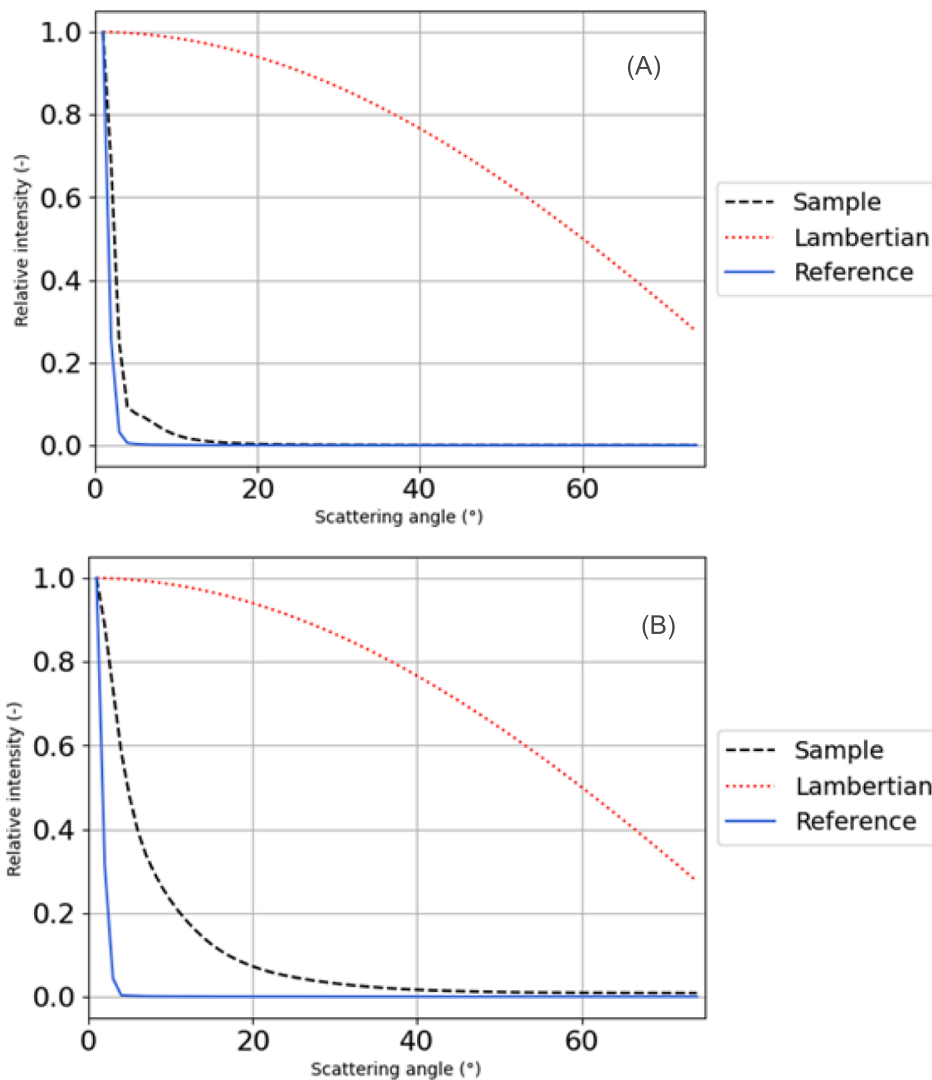 1.0
0.8
0.6
0.4
0.2
0.0
Relative intensity (-)
(A)
0 20 40 60
Scattering angle (°)
Sample
Lambertian
Reference
1.0
0.8
0.6
0.4
0.2
0.0
Relative intensity (-)
(B)
0 20 40 60
Scattering angle (°)
Sample
Lambertian
Reference